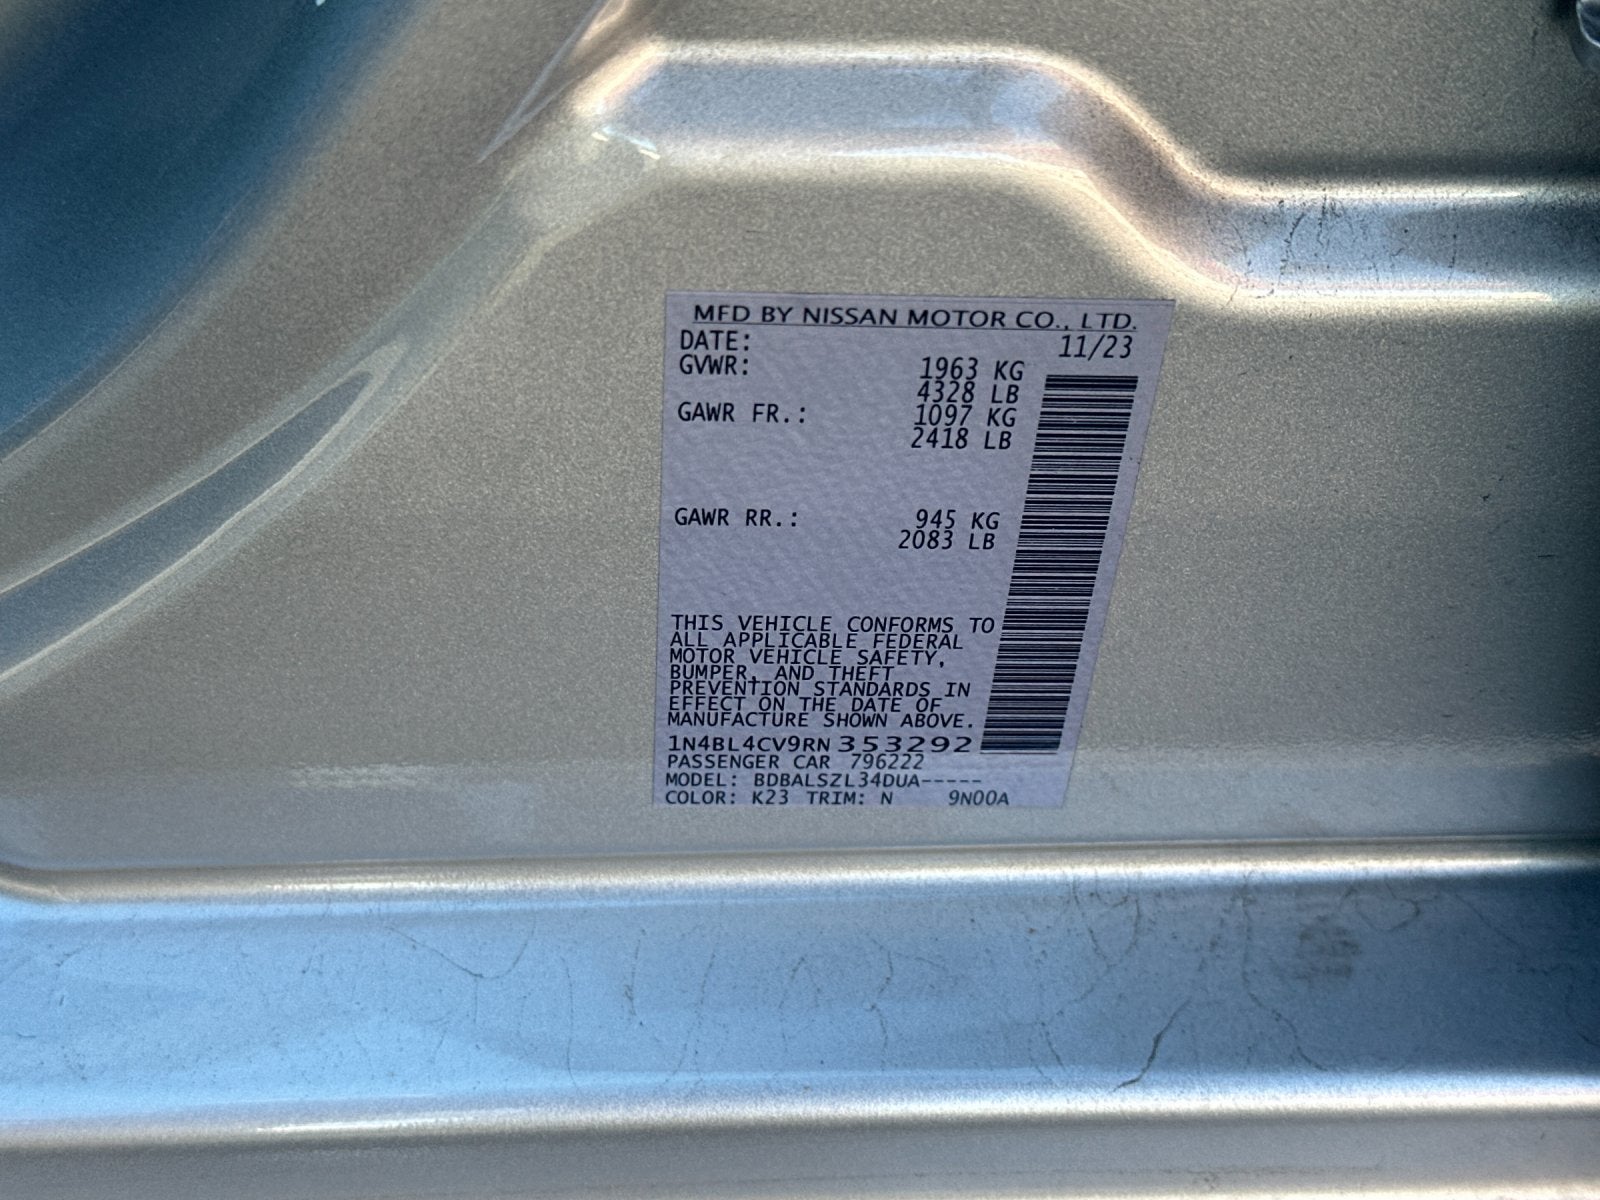 MFD BY NISSAN MOTOR CO., LTD.
DATE: 11/23
GVWR: 1963 KG
4328 LB
GAWR FR.: 1097 KG
2418 LB
GAWR RR.: 945 KG
2083 LB
THIS VEHICLE CONFORMS TO
ALL APPLICABLE FEDERAL
MOTOR VEHICLE SAFETY,
BUMPER, AND THEFT
PREVENTION STANDARDS IN
EFFECT ON THE DATE OF
MANUFACTURE SHOWN ABOVE.
1N4BL4CV9RN353292
PASSENGER CAR 796222
MODEL: BDBALSZL34DUA-----
COLOR: K23 TRIM: N 9N00A